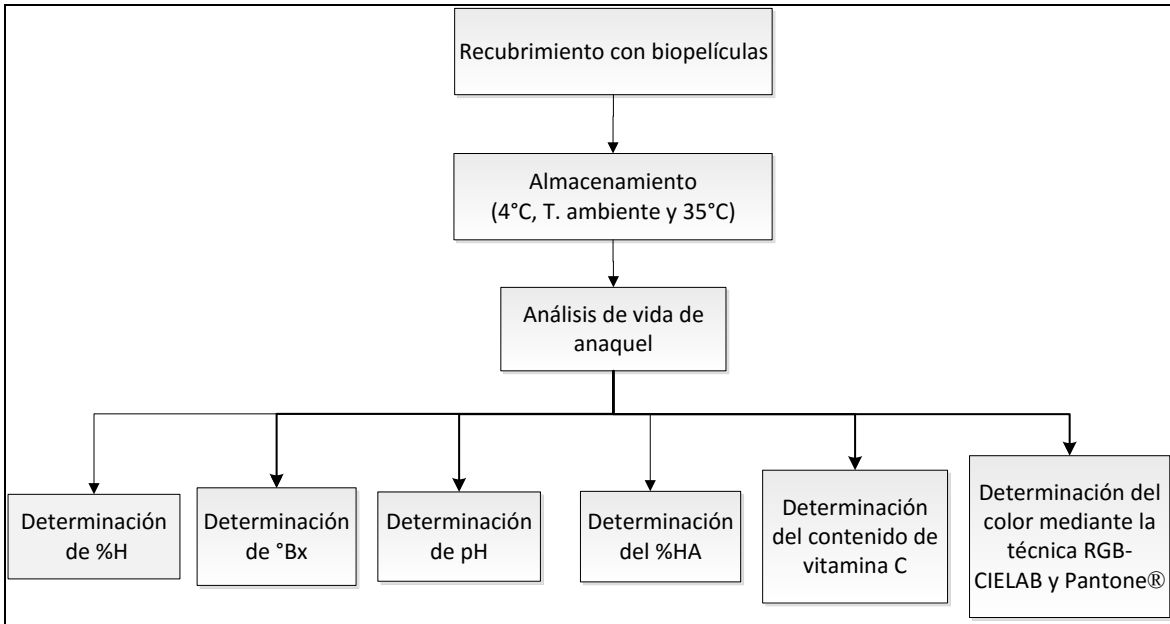 Recubrimiento con biopelículas
Almacenamiento
(4°C, T. ambiente y 35°C)
Análisis de vida de
anaquel
Determinación
de %H
Determinación
de °Bx
Determinación
de pH
Determinación
del %HA
Determinación
del contenido de
vitamina C
Determinación del
color mediante la
técnica RGB-
CIELAB y Pantone®